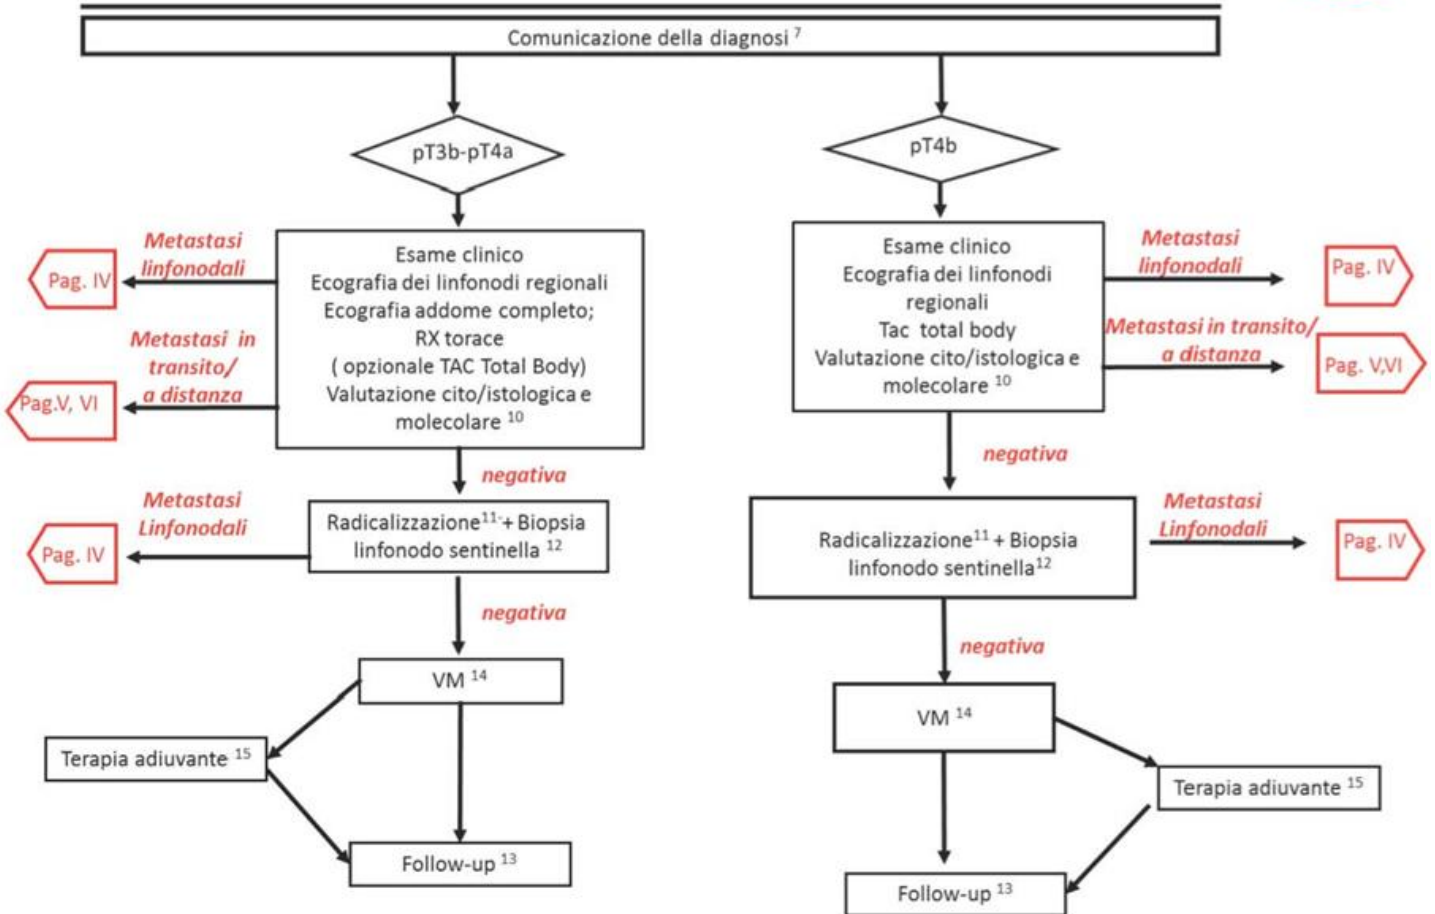 Comunicazione della diagnosi 7
pT3b-pT4a
Metastasi
linfonodali
Pag. IV
Metastasi in
transito/
a distanza
Pag.V, VI
Esame clinico
Ecografia dei linfonodi regionali
Ecografia addome completo;
RX torace
( opzionale TAC Total Body)
Valutazione cito/istologica e
molecolare 10
negativa
Metastasi
Linfonodali
Pag. IV
Radicalizzazione11 + Biopsia
linfonodo sentinella 12
negativa
VM 14
Terapia adiuvante 15
Follow-up 13
pT4b
Esame clinico
Ecografia dei linfonodi
regionali
Tac total body
Valutazione cito/istologica e
molecolare 10
Metastasi
linfonodali
Pag. IV
Metastasi in transito/
a distanza
Pag. V,VI
negativa
Radicalizzazione11 + Biopsia
linfonodo sentinella12
Metastasi
Linfonodali
Pag. IV
negativa
VM 14
Terapia adiuvante 15
Follow-up 13